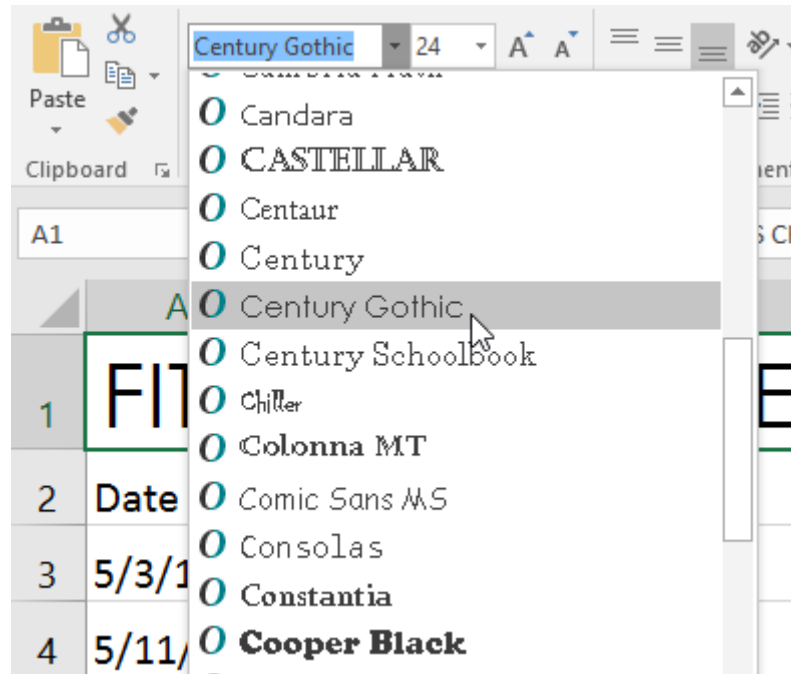 Century Gothic 24 A A
Paste
Candara
Clipboard
CASTELLAR
A1
Centaur
Century
A
Century Gothic
Century Schoolbook
1
FIT
E
Chiller
Colonna MT
2
Date
Comic Sans MS
3
5/3/1
Consolas
Constantia
4
5/11/
Cooper Black